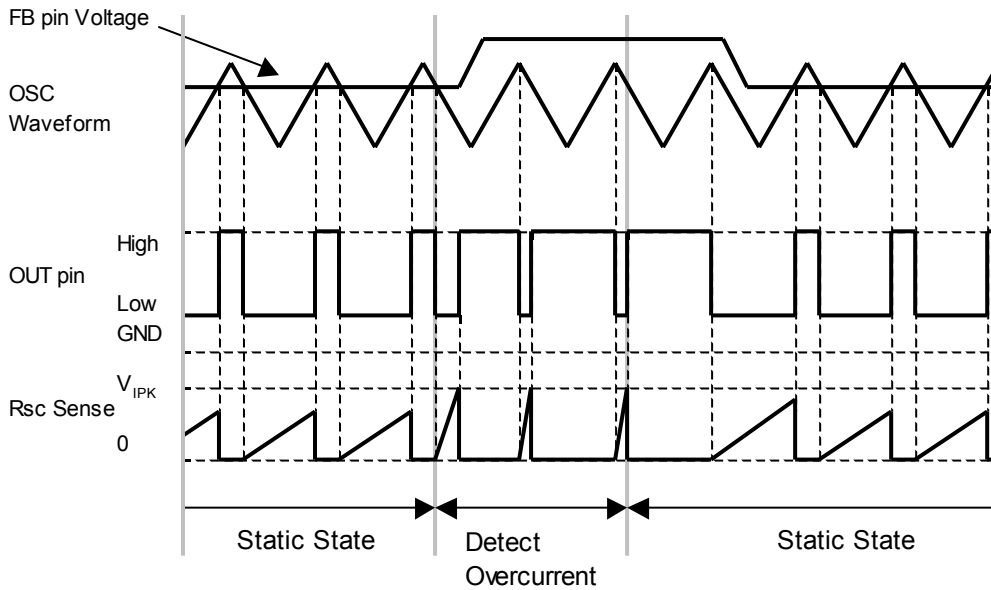 FB pin Voltage
OSC
Waveform
High
OUT pin
Low
GND
VIPK
Rsc Sense
0
Static State
Detect
Overcurrent
Static State